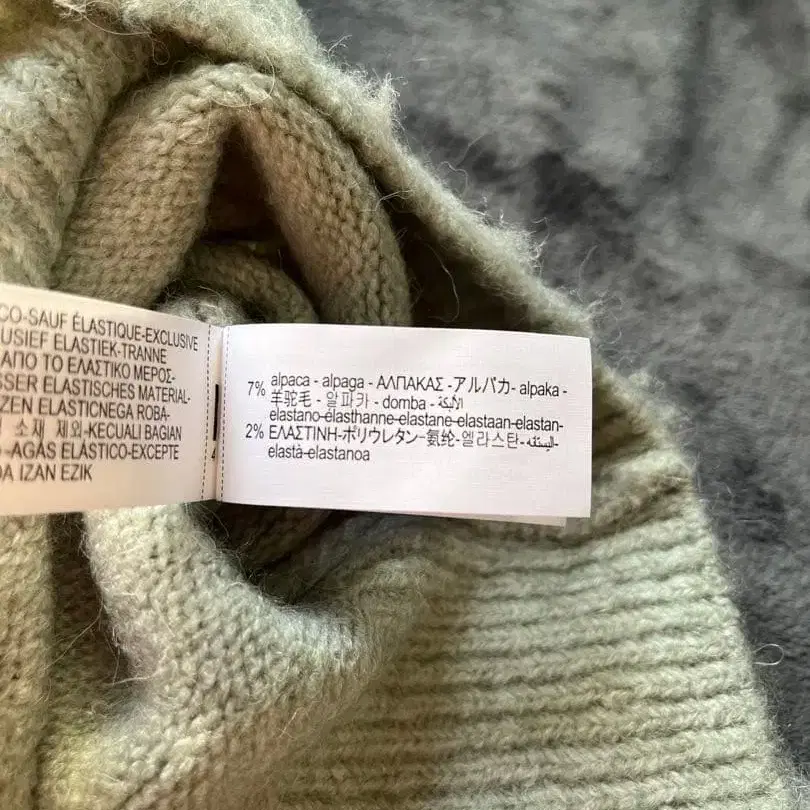 CO-SAUF ÉLASTIQUE-EXCLUSIVE
USIEF ELASTIEK-TRANNE
ΑΠΟ ΤΟ ΕΛΑΣΤΙΚΟ ΜΕΡΟΣ-
SSER ELASTISCHES MATERIAL-
ZEN ELASTICNEGA ROBA-
소재 제외-KECUALI BAGIAN
-AGAS ELÁSTICO-EXCEPTE
DA IZAN EZIK
7% alpaca - alpaga - ΑΛΠΑΚΑΣ - アルパカ- alpaka -
羊驼毛 - 알파카 - domba - الألبكة
elastano-élasthanne-elastane-elastaan-elastan-
2% ΕΛΑΣΤΙΝΗ-ポリウレタン-氨纶-엘라스탄-اليستقه-
elastà-elastanoa